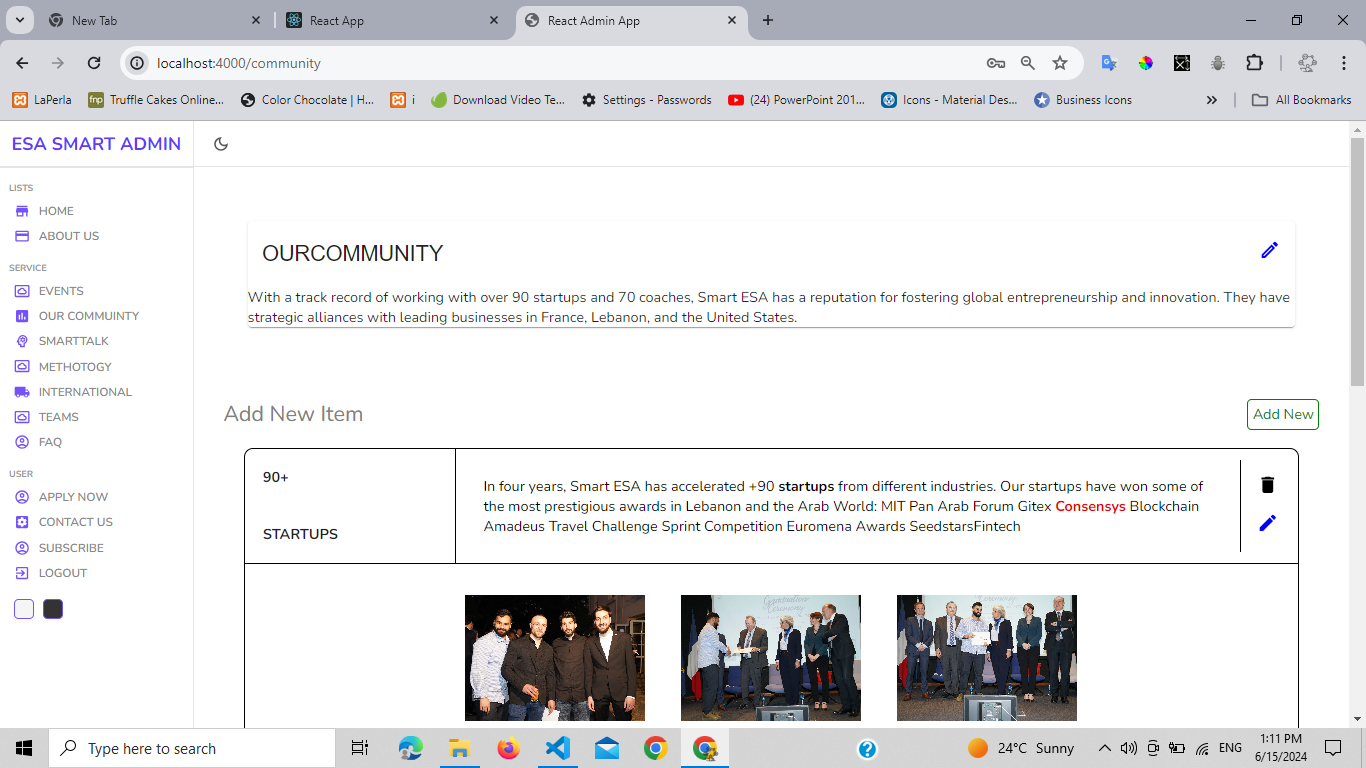 New Tab
React App
React Admin App
localhost:4000/community
LaPerla
Truffle Cakes Online...
Color Chocolate | H...
i
Download Video Te...
Settings - Passwords
(24) PowerPoint 201...
Icons - Material Des...
Business Icons
All Bookmarks
ESA SMART ADMIN
LISTS
HOME
ABOUT US
SERVICE
EVENTS
OUR COMMUINTY
SMARTTALK
METHOTOGY
INTERNATIONAL
TEAMS
FAQ
USER
APPLY NOW
CONTACT US
SUBSCRIBE
LOGOUT
OURCOMMUNITY
With a track record of working with over 90 startups and 70 coaches, Smart ESA has a reputation for fostering global entrepreneurship and innovation. They have
strategic alliances with leading businesses in France, Lebanon, and the United States.
Add New Item
Add New
90+
STARTUPS
In four years, Smart ESA has accelerated +90 startups from different industries. Our startups have won some of
the most prestigious awards in Lebanon and the Arab World: MIT Pan Arab Forum Gitex Consensys Blockchain
Amadeus Travel Challenge Sprint Competition Euromena Awards SeedstarsFintech
Graduation
Ceremony
Ceremony
Type here to search
24°C Sunny
ENG
1:11 PM
6/15/2024